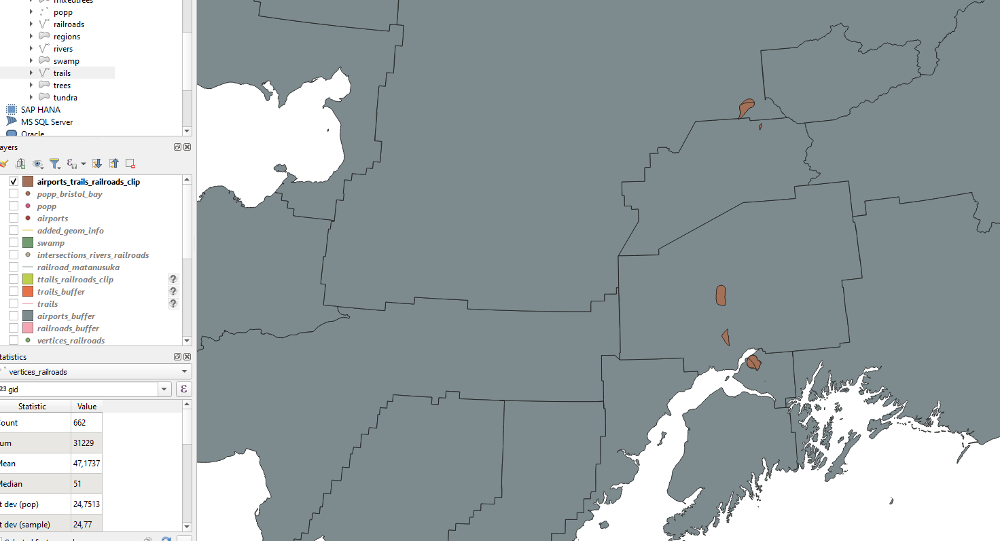 mixedtrees
popp
railroads
regions
rivers
swamp
trails
trees
tundra
SAP HANA
MS SQL Server
Oracle
ayers
airports_trails_railroads_clip
popp_bristol_bay
popp
airports
added_geom_info
swamp
intersections_rivers_railroads
railroad_matanusuka
ttails_railroads_clip ?
trails_buffer ?
trails ?
airports_buffer
railroads_buffer
vertices_railroads
tatistics
vertices_railroads
23 gid ε
Statistic Value
ount 662
um 31229
Mean 47,1737
Median 51
t dev (pop) 24,7513
t dev (sample) 24,77